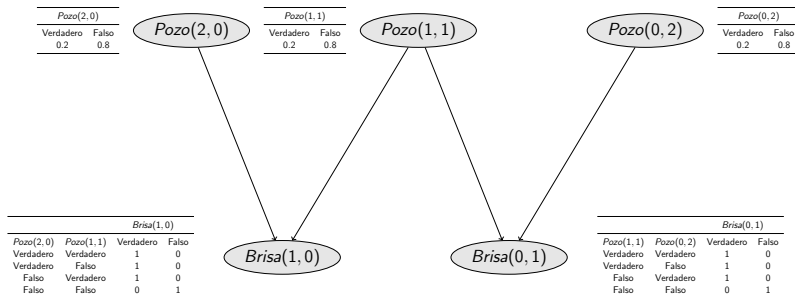 Pozo(2,0)
Verdadero Falso
0.2 0.8
Pozo(2,0)
Pozo(1,1)
Verdadero Falso
0.2 0.8
Pozo(1,1)
Pozo(0,2)
Pozo(0,2)
Verdadero Falso
0.2 0.8
Brisa(1,0)
Pozo(2,0) Pozo(1,1) Verdadero Falso
Verdadero Verdadero 1 0
Verdadero Falso 1 0
Falso Verdadero 1 0
Falso Falso 0 1
Brisa(1,0)
Brisa(0,1)
Brisa(0,1)
Pozo(1,1) Pozo(0,2) Verdadero Falso
Verdadero Verdadero 1 0
Verdadero Falso 1 0
Falso Verdadero 1 0
Falso Falso 0 1